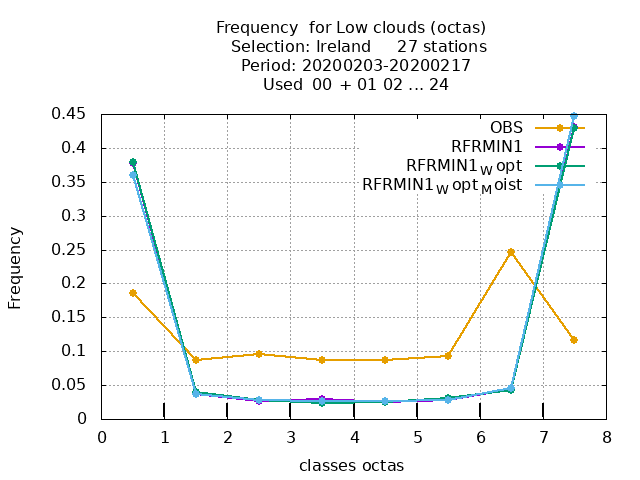 Frequency  for Low clouds (octas)
Selection: Ireland     27 stations
Period: 20200203-20200217
Used  00 + 01 02 ... 24
OBS
RFRMIN1
RFRMIN1Wopt
RFRMIN1WoptMoist
Frequency
0.45
0.4
0.35
0.3
0.25
0.2
0.15
0.1
0.05
0
0 1 2 3 4 5 6 7 8
classes octas